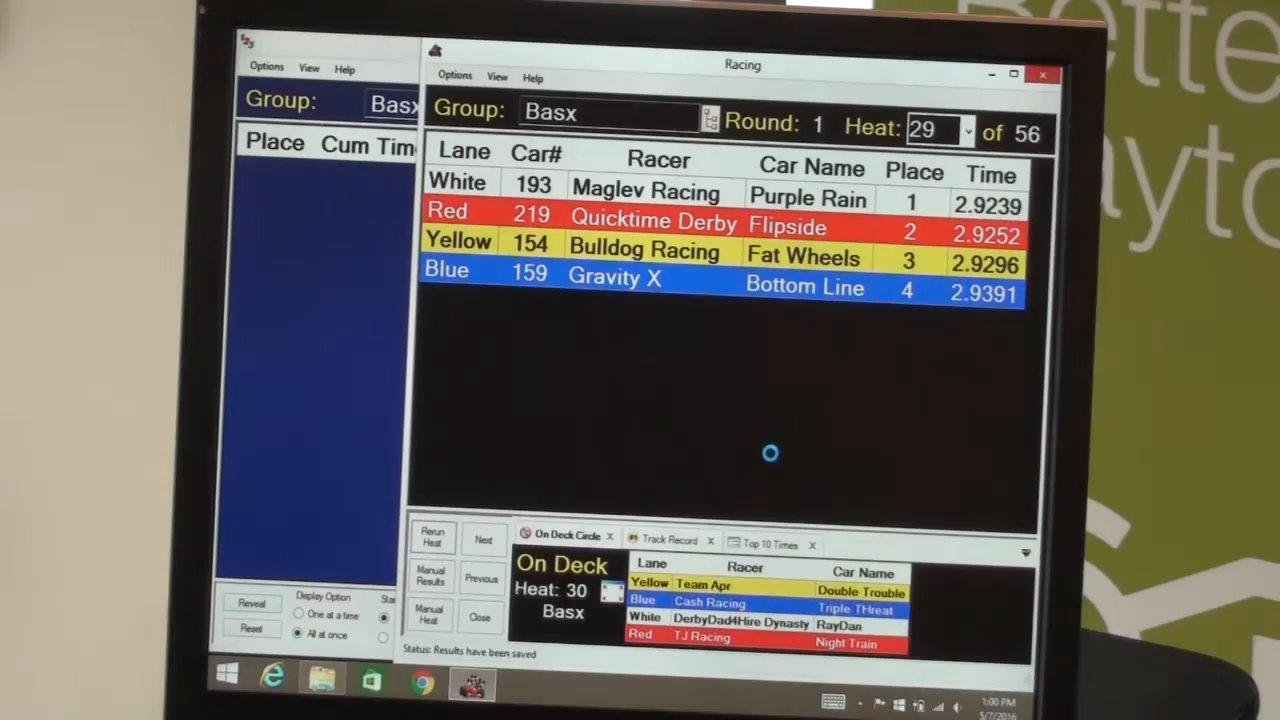 Options View Help
Group: Basx
Place Cum Tim
Reveal
Reset
Display Option
One at a time
All at once
Racing
Options View Help
Group: Basx Round: 1 Heat: 29 of 56
Lane Car# Racer Car Name Place Time
White 193 Maglev Racing Purple Rain 1 2.9239
Red 219 Quicktime Derby Flipside 2 2.9252
Yellow 154 Bulldog Racing Fat Wheels 3 2.9296
Blue 159 Gravity X Bottom Line 4 2.9391
Rerun Heat
Next
Manual Results
Previous
Manual Heat
Close
On Deck Circle X Track Record X Top 10 Times X
On Deck
Heat: 30
Basx
Lane Racer Car Name
Yellow Team Apr Double Trouble
Blue Cash Racing Triple THreat
White DerbyDad4Hire Dynasty RayDan
Red TJ Racing Night Train
Status: Results have been saved
1:00 PM
5/7/2016